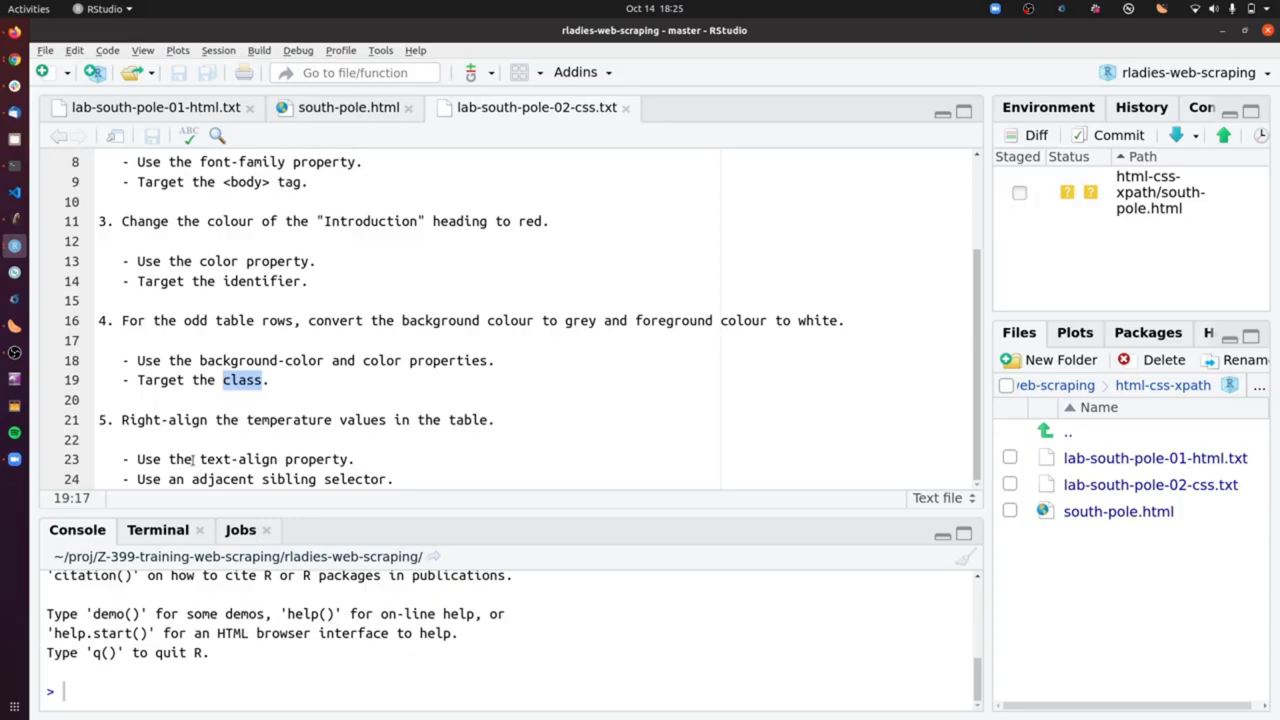 Activities RStudio Oct 14 18:25
rladies-web-scraping - master - RStudio
File Edit Code View Plots Session Build Debug Profile Tools Help
Go to file/function Addins rladies-web-scraping
lab-south-pole-01-html.txt south-pole.html lab-south-pole-02-css.txt
ABC
8 - Use the font-family property.
9 - Target the <body> tag.
10
11 3. Change the colour of the "Introduction" heading to red.
12
13 - Use the color property.
14 - Target the identifier.
15
16 4. For the odd table rows, convert the background colour to grey and foreground colour to white.
17
18 - Use the background-color and color properties.
19 - Target the class.
20
21 5. Right-align the temperature values in the table.
22
23 - Use the text-align property.
24 - Use an adjacent sibling selector.
19:17 Text file
Console Terminal Jobs
~/proj/Z-399-training-web-scraping/rladies-web-scraping/
'citation()' on how to cite R or R packages in publications.
Type 'demo()' for some demos, 'help()' for on-line help, or
'help.start()' for an HTML browser interface to help.
Type 'q()' to quit R.
>
Environment History Con
Diff Commit
Staged Status Path
? ? html-css-
xpath/south-
pole.html
Files Plots Packages H
New Folder Delete Renam
eb-scraping html-css-xpath ...
Name
..
lab-south-pole-01-html.txt
lab-south-pole-02-css.txt
south-pole.html